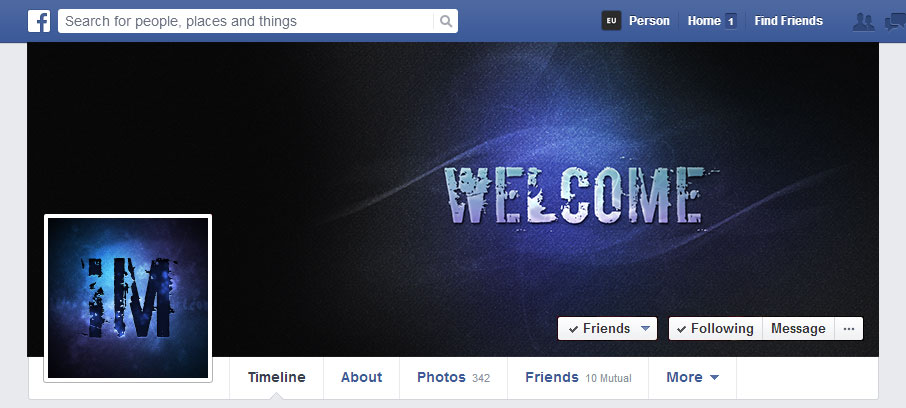 f Search for people, places and things EU Person Home 1 Find Friends
WELCOME
iM
Friends Following Message ...
Timeline About Photos 342 Friends 10 Mutual More